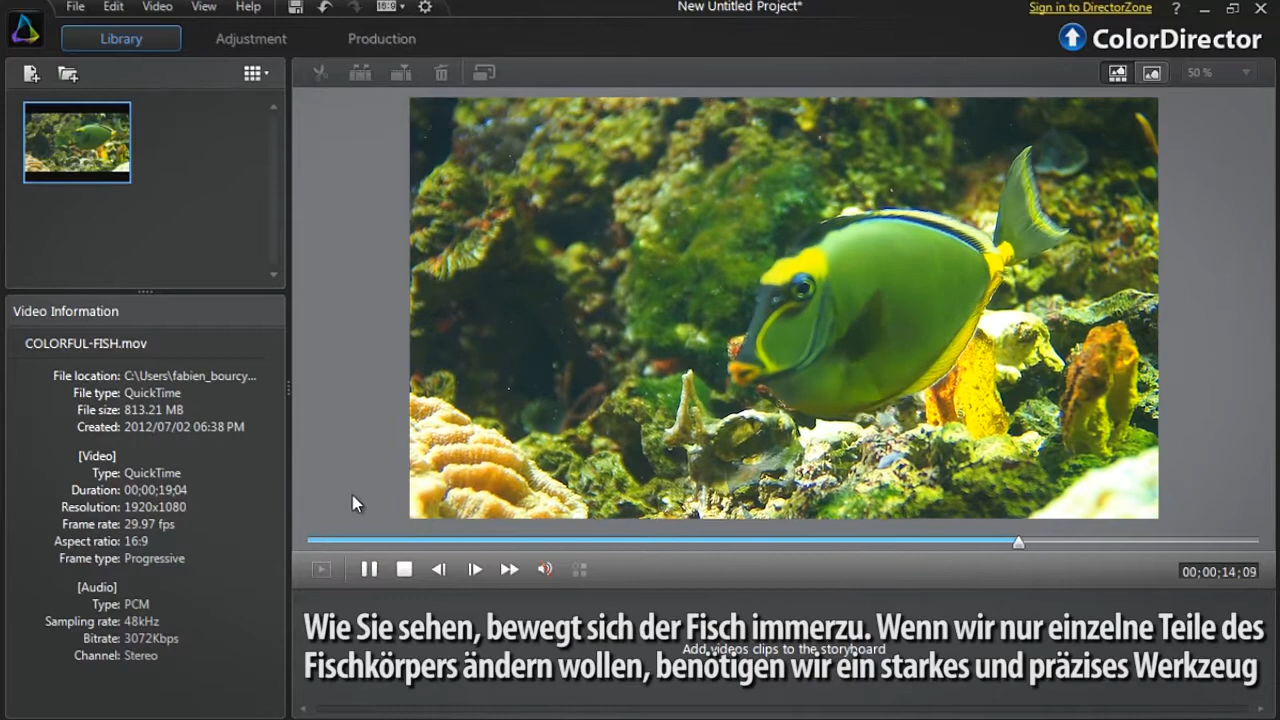 File Edit Video View Help
16:9
New Untitled Project*
Sign in to DirectorZone
?
Library
Adjustment
Production
ColorDirector
50 %
Video Information
COLORFUL-FISH.mov
File location: C:\Users\fabien_bourcy...
File type: QuickTime
File size: 813.21 MB
Created: 2012/07/02 06:38 PM
[Video]
Type: QuickTime
Duration: 00;00;19;04
Resolution: 1920x1080
Frame rate: 29.97 fps
Aspect ratio: 16:9
Frame type: Progressive
[Audio]
Type: PCM
Sampling rate: 48kHz
Bitrate: 3072Kbps
Channel: Stereo
00;00;14;09
Wie Sie sehen, bewegt sich der Fisch immerzu. Wenn wir nur einzelne Teile des
Add videos clips to the storyboard
Fischkörpers ändern wollen, benötigen wir ein starkes und präzises Werkzeug